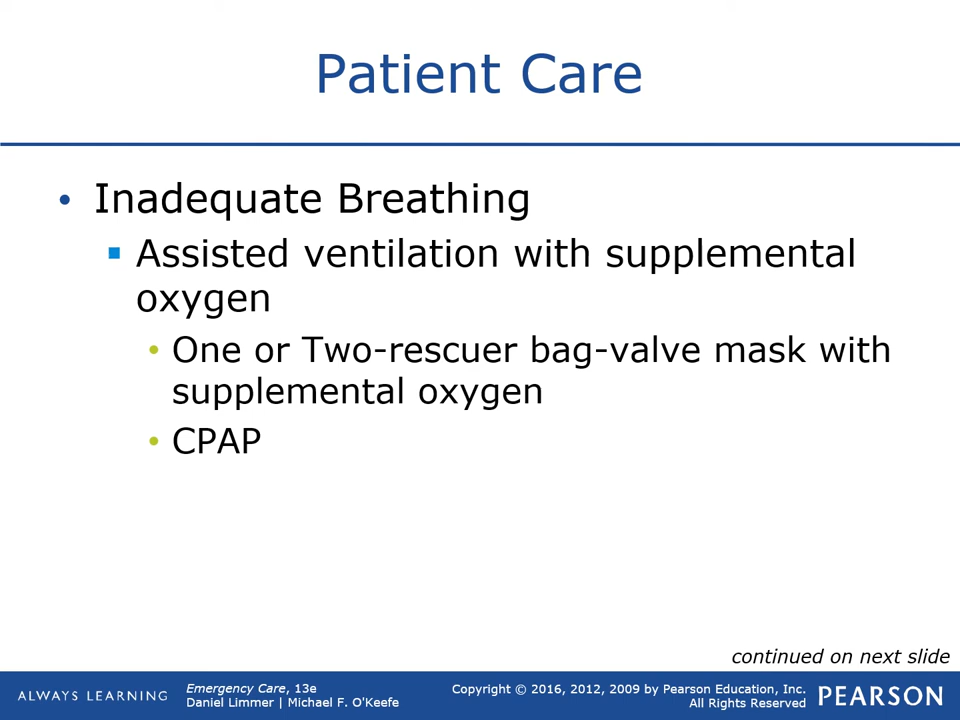 Patient Care
• Inadequate Breathing
▪ Assisted ventilation with supplemental
oxygen
• One or Two-rescuer bag-valve mask with
supplemental oxygen
• CPAP
continued on next slide
ALWAYS LEARNING
Emergency Care, 13e
Daniel Limmer | Michael F. O'Keefe
Copyright © 2016, 2012, 2009 by Pearson Education, Inc.
All Rights Reserved
PEARSON